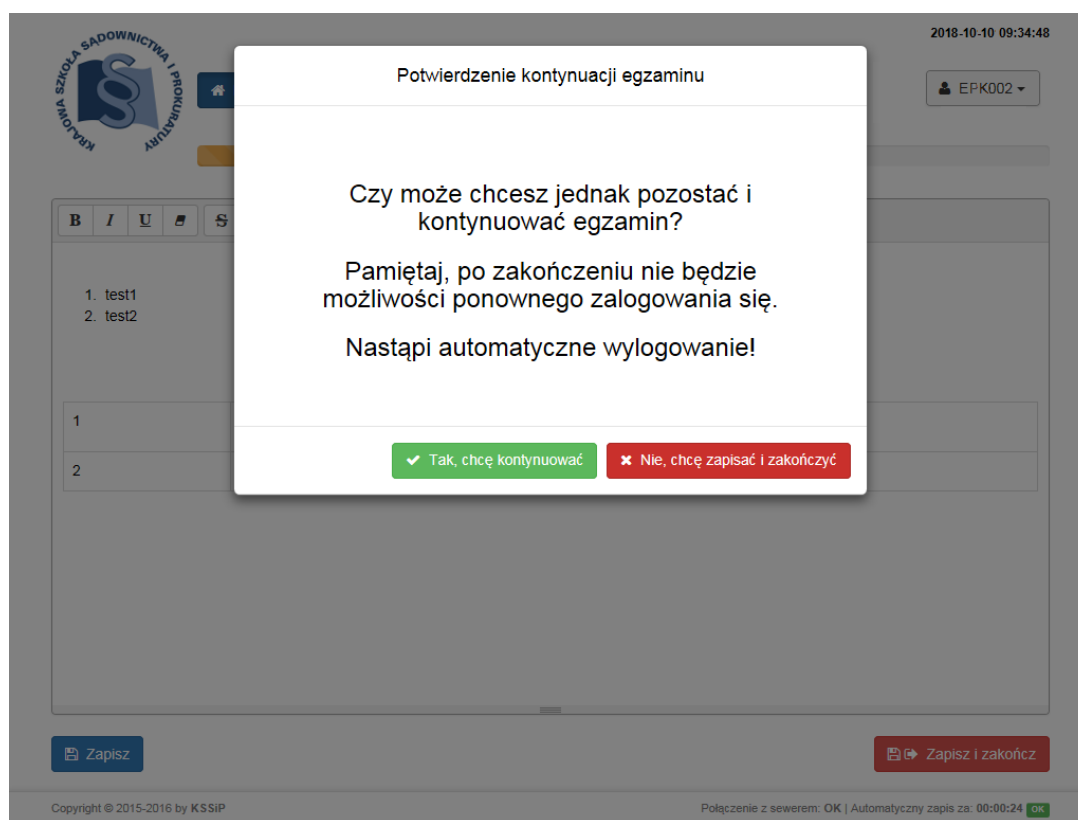 KRAJOWA SZKOŁA SĄDOWNICTWA I PROKURATURY
2018-10-10 09:34:48
EPK002
Potwierdzenie kontynuacji egzaminu
Czy może chcesz jednak pozostać i
kontynuować egzamin?
Pamiętaj, po zakończeniu nie będzie
możliwości ponownego zalogowania się.
Nastąpi automatyczne wylogowanie!
Tak, chcę kontynuować
Nie, chcę zapisać i zakończyć
B I U S
1. test1
2. test2
1
2
Zapisz
Zapisz i zakończ
Copyright © 2015-2016 by KSSiP
Połączenie z sewerem: OK | Automatyczny zapis za: 00:00:24 OK